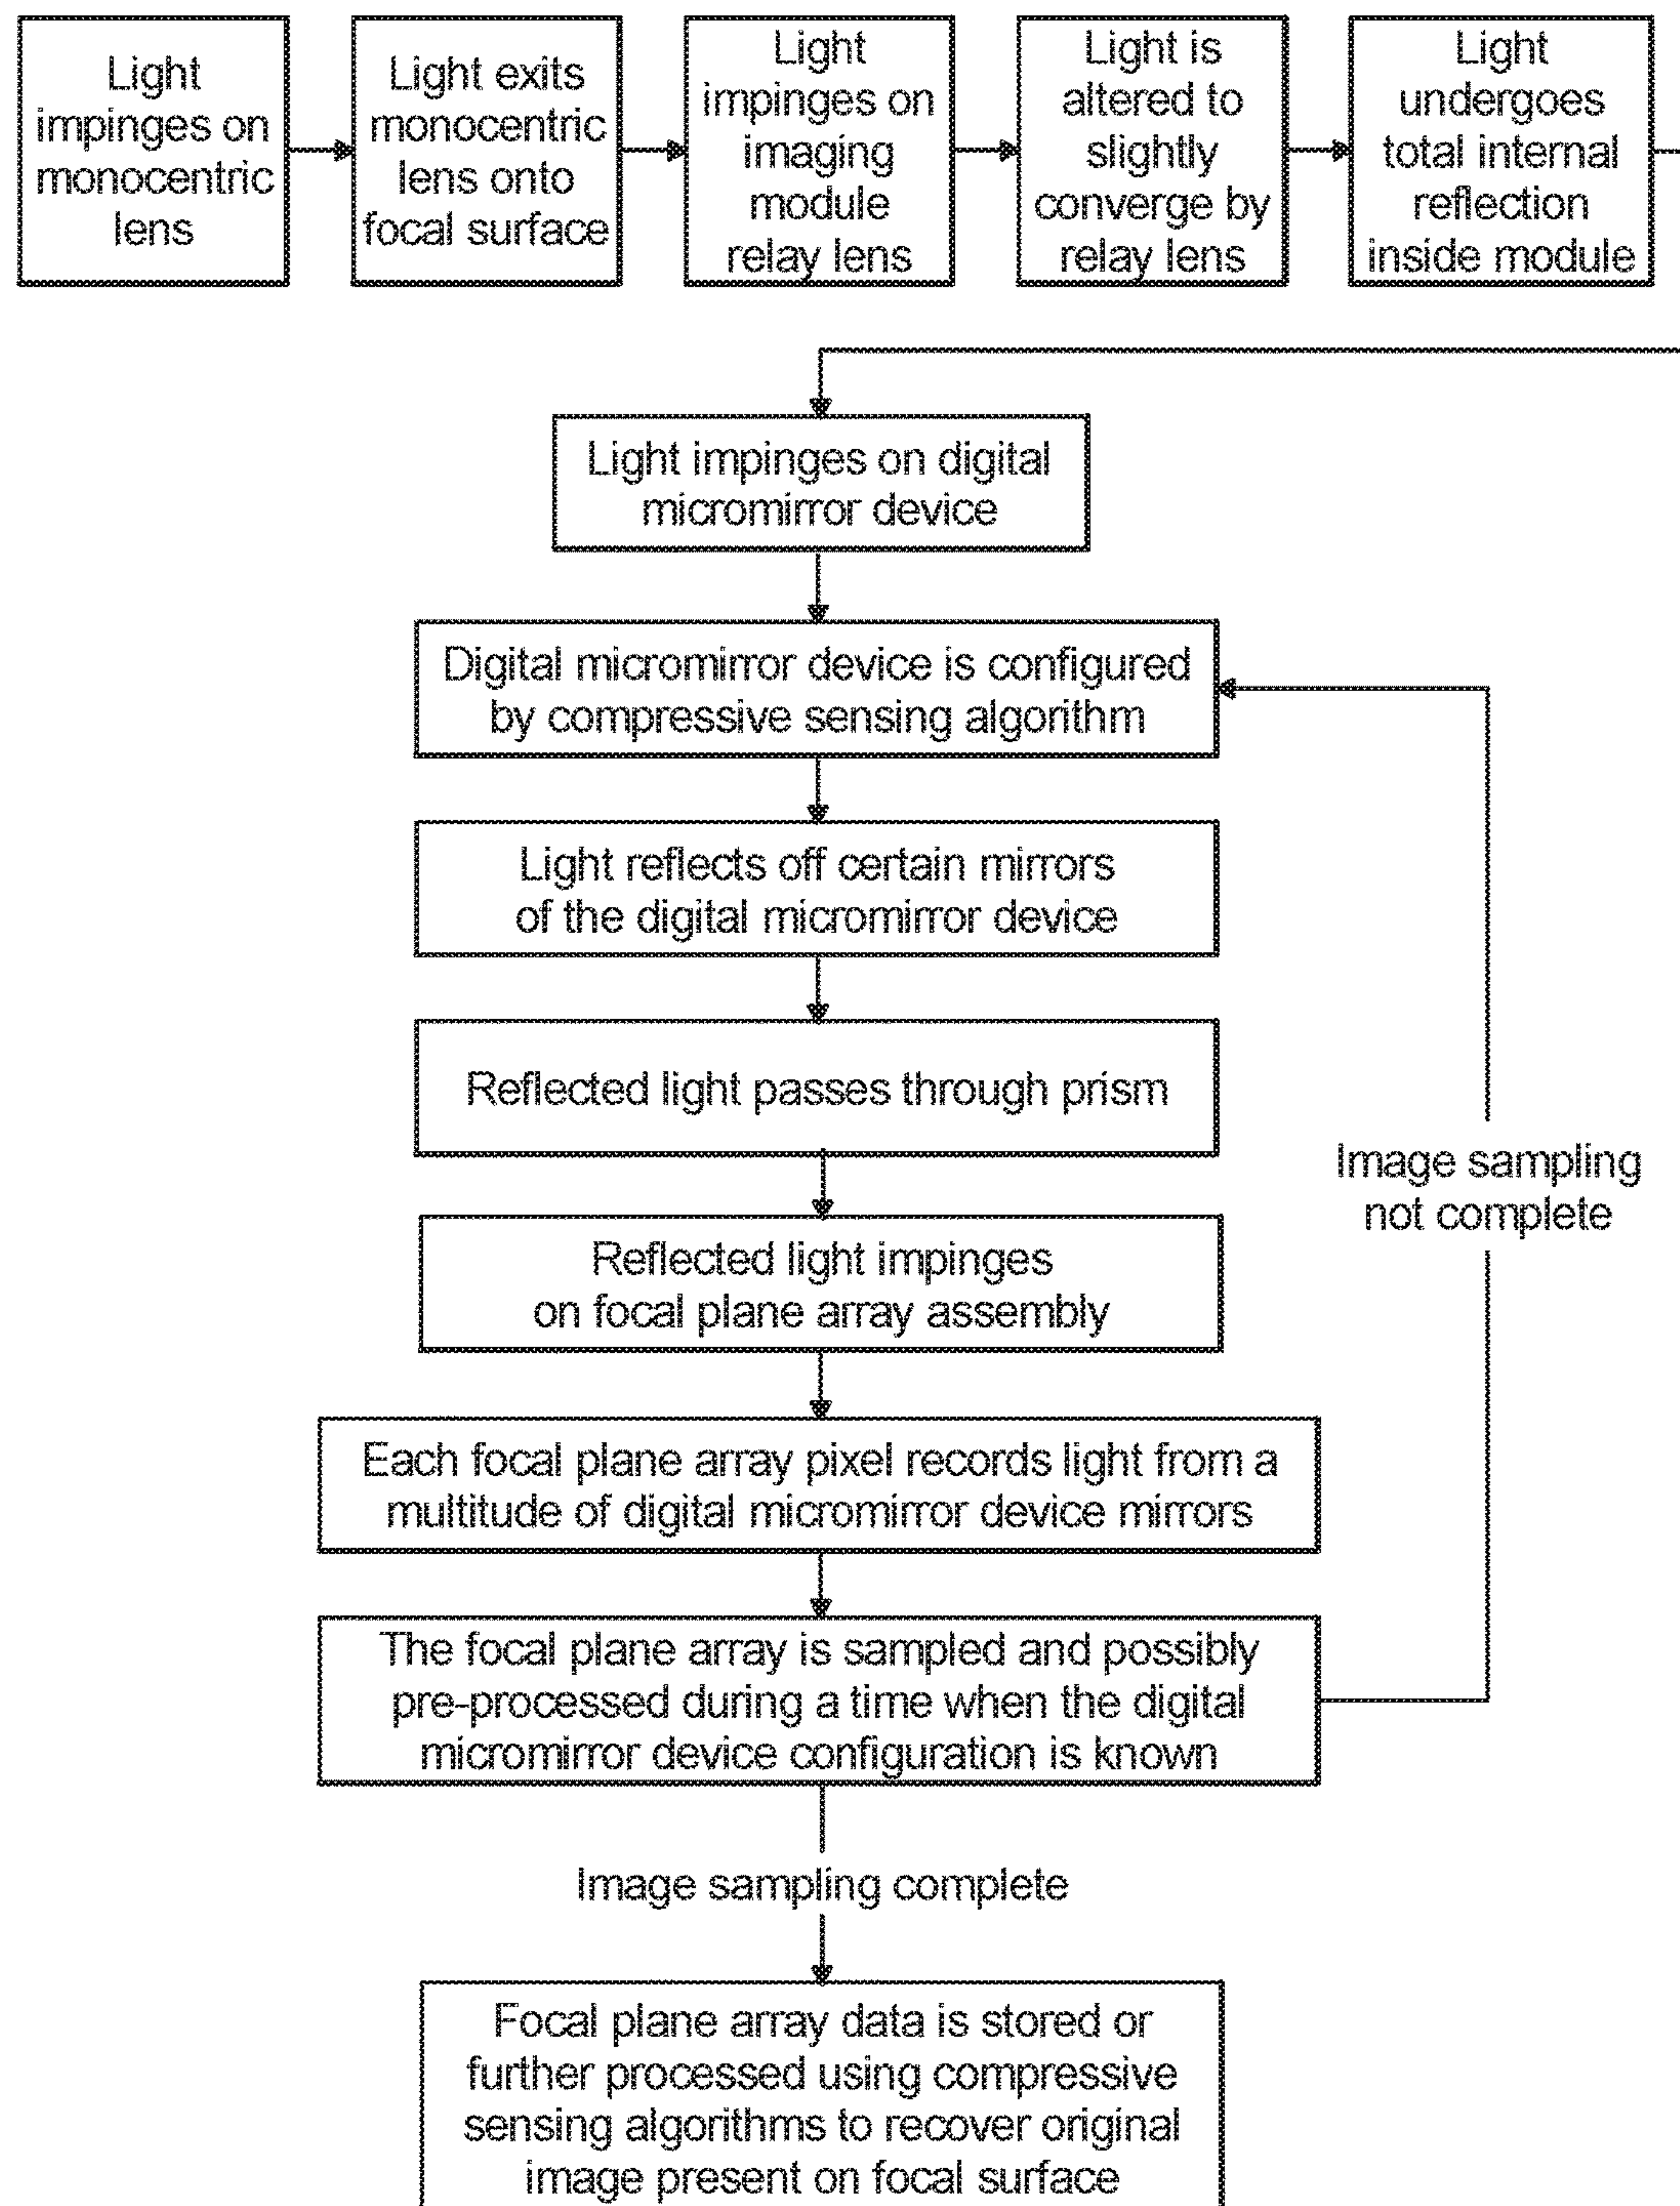 Light
impinges on
monocentric
lens
Light exits
monocentric
lens onto
focal surface
Light
impinges on
imaging
module
relay lens
Light is
altered to
slightly
converge by
relay lens
Light
undergoes
total internal
reflection
inside module
Light impinges on digital
micromirror device
Digital micromirror device is configured
by compressive sensing algorithm
Light reflects off certain mirrors
of the digital micromirror device
Reflected light passes through prism
Image sampling
not complete
Reflected light impinges
on focal plane array assembly
Each focal plane array pixel records light from a
multitude of digital micromirror device mirrors
The focal plane array is sampled and possibly
pre-processed during a time when the digital
micromirror device configuration is known
Image sampling complete
Focal plane array data is stored or
further processed using compressive
sensing algorithms to recover original
image present on focal surface